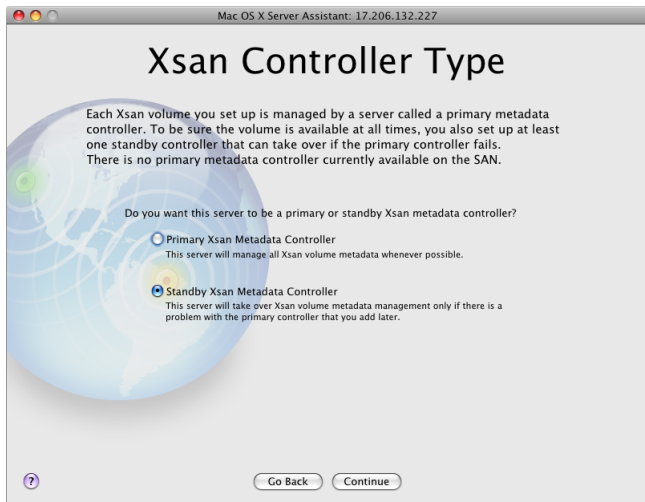 Mac OS X Server Assistant: 17.206.132.227
Xsan Controller Type
Each Xsan volume you set up is managed by a server called a primary metadata
controller. To be sure the volume is available at all times, you also set up at least
one standby controller that can take over if the primary controller fails.
There is no primary metadata controller currently available on the SAN.
Do you want this server to be a primary or standby Xsan metadata controller?
Primary Xsan Metadata Controller
This server will manage all Xsan volume metadata whenever possible.
Standby Xsan Metadata Controller
This server will take over Xsan volume metadata management only if there is a
problem with the primary controller that you add later.
? Go Back Continue